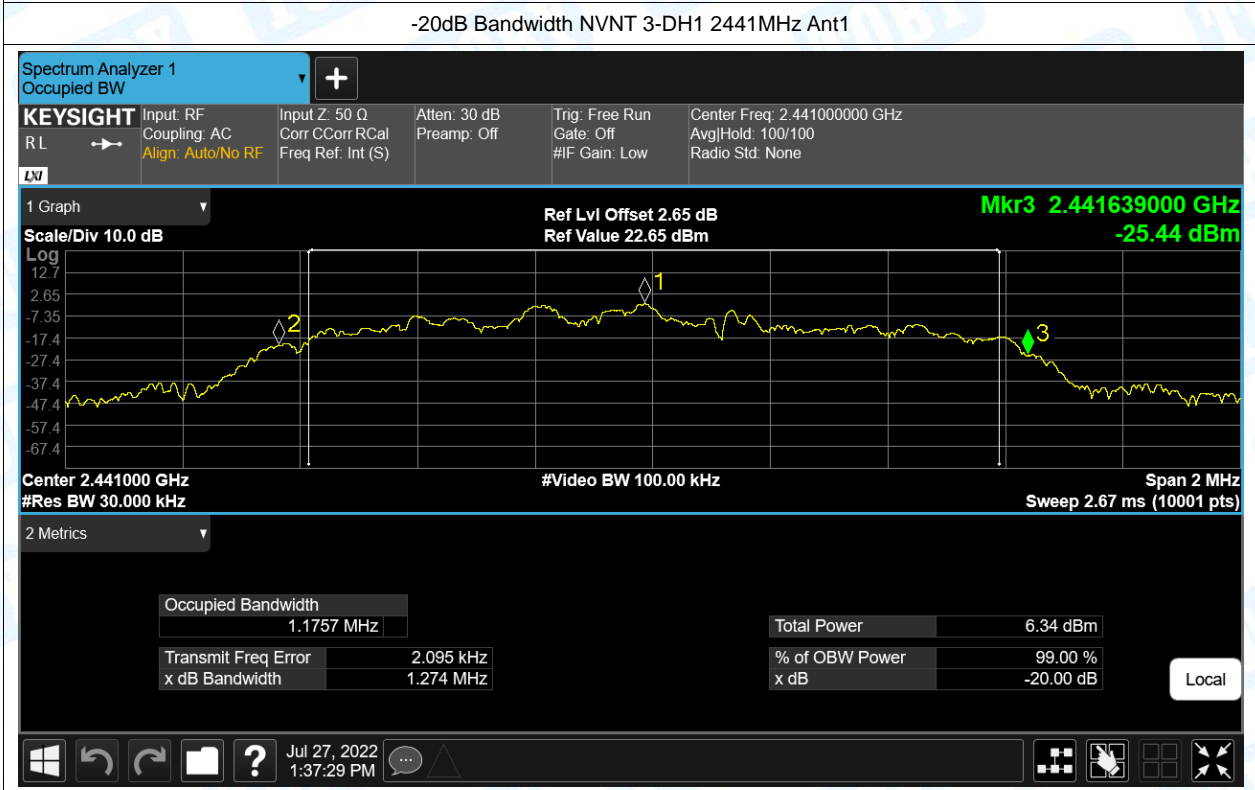 -20dB Bandwidth NVNT 3-DH1 2441MHz Ant1
Spectrum Analyzer 1
Occupied BW
KEYSIGHT
RL
LXI
Input: RF
Coupling: AC
Align: Auto/No RF
Input Z: 50 Ω
Corr CCorr RCal
Freq Ref: Int (S)
Atten: 30 dB
Preamp: Off
Trig: Free Run
Gate: Off
#IF Gain: Low
Center Freq: 2.441000000 GHz
Avg|Hold: 100/100
Radio Std: None
1 Graph
Scale/Div 10.0 dB
Ref Lvl Offset 2.65 dB
Ref Value 22.65 dBm
Mkr3 2.441639000 GHz
-25.44 dBm
Log
12.7
2.65
-7.35
-17.4
-27.4
-37.4
-47.4
-57.4
-67.4
1
2
3
Center 2.441000 GHz
#Video BW 100.00 kHz
Span 2 MHz
#Res BW 30.000 kHz
Sweep 2.67 ms (10001 pts)
2 Metrics
Occupied Bandwidth
1.1757 MHz
Total Power 6.34 dBm
Transmit Freq Error 2.095 kHz
% of OBW Power 99.00 %
x dB Bandwidth 1.274 MHz
x dB -20.00 dB
Local
?
Jul 27, 2022
1:37:29 PM